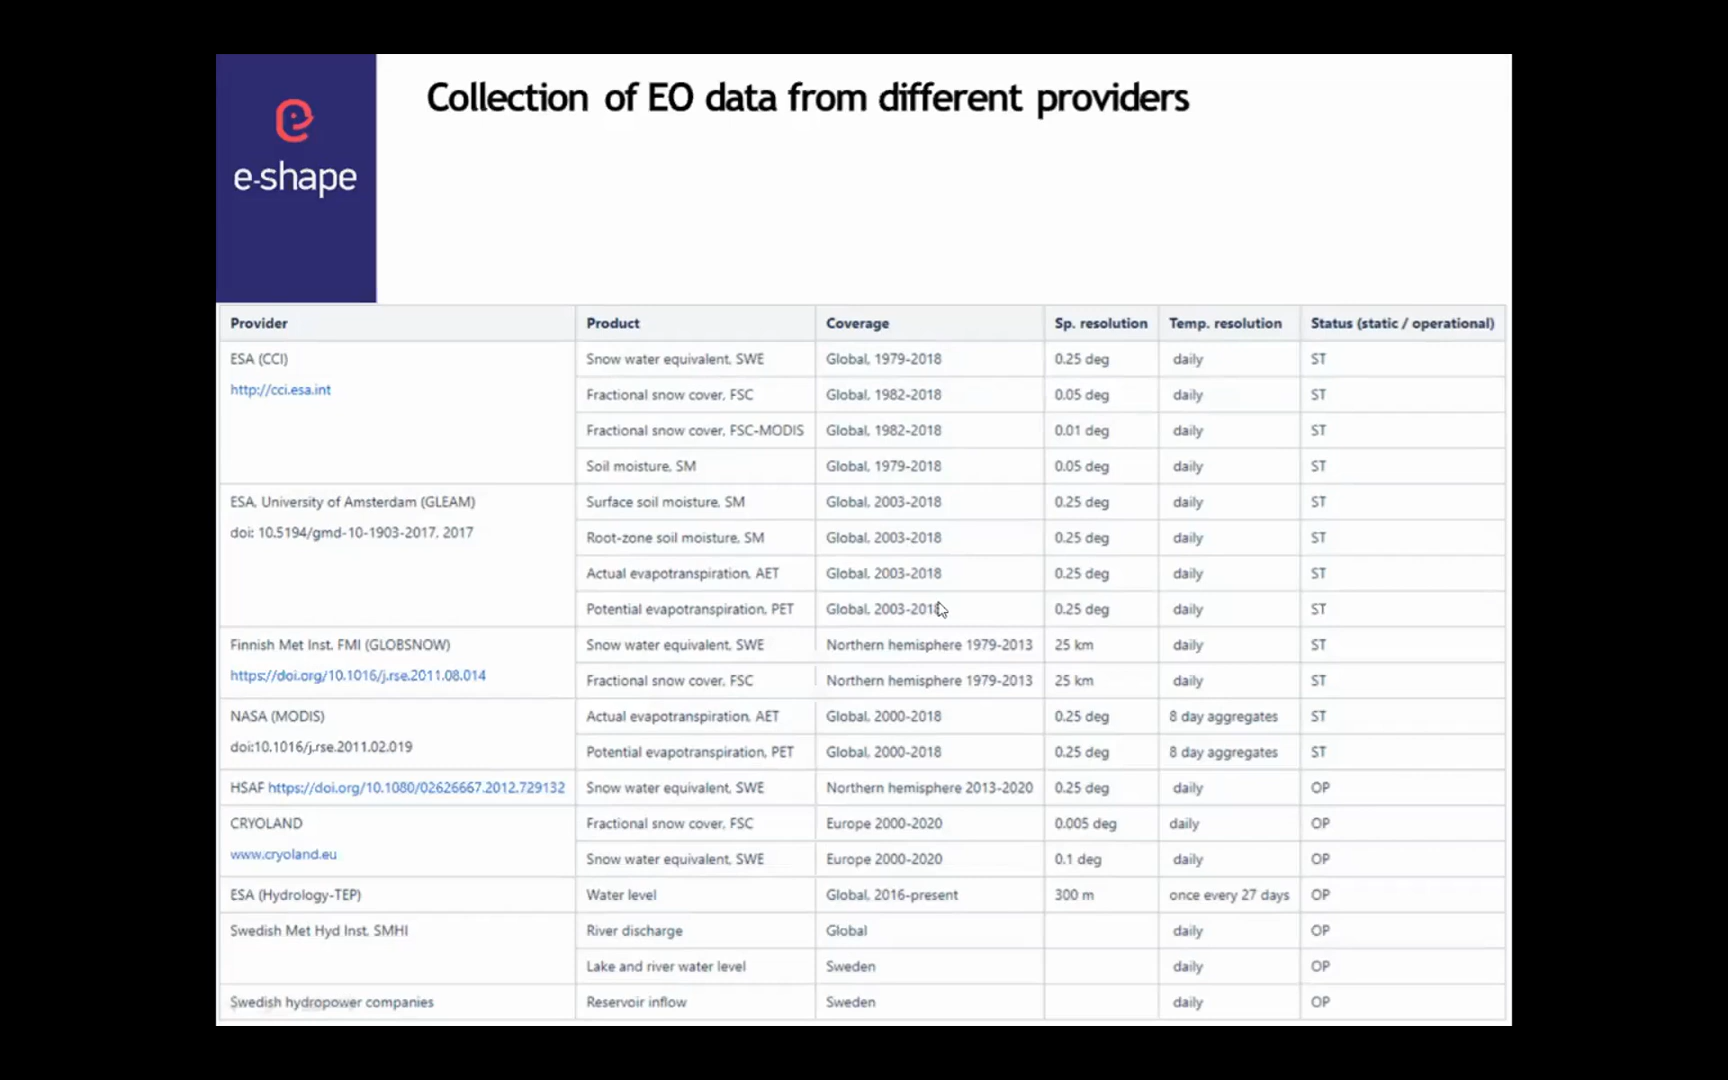 e-shape
Collection of EO data from different providers
Provider Product Coverage Sp. resolution Temp. resolution Status (static / operational)
ESA (CCI) Snow water equivalent, SWE Global, 1979-2018 0.25 deg daily ST
http://cci.esa.int Fractional snow cover, FSC Global, 1982-2018 0.05 deg daily ST
Fractional snow cover, FSC-MODIS Global, 1982-2018 0.01 deg daily ST
Soil moisture, SM Global, 1979-2018 0.05 deg daily ST
ESA, University of Amsterdam (GLEAM) Surface soil moisture, SM Global, 2003-2018 0.25 deg daily ST
doi: 10.5194/gmd-10-1903-2017, 2017 Root-zone soil moisture, SM Global, 2003-2018 0.25 deg daily ST
Actual evapotranspiration, AET Global, 2003-2018 0.25 deg daily ST
Potential evapotranspiration, PET Global, 2003-2018 0.25 deg daily ST
Finnish Met Inst. FMI (GLOBSNOW) Snow water equivalent, SWE Northern hemisphere 1979-2013 25 km daily ST
https://doi.org/10.1016/j.rse.2011.08.014 Fractional snow cover, FSC Northern hemisphere 1979-2013 25 km daily ST
NASA (MODIS) Actual evapotranspiration, AET Global, 2000-2018 0.25 deg 8 day aggregates ST
doi:10.1016/j.rse.2011.02.019 Potential evapotranspiration, PET Global, 2000-2018 0.25 deg 8 day aggregates ST
HSAF https://doi.org/10.1080/02626667.2012.729132 Snow water equivalent, SWE Northern hemisphere 2013-2020 0.25 deg daily OP
CRYOLAND Fractional snow cover, FSC Europe 2000-2020 0.005 deg daily OP
www.cryoland.eu Snow water equivalent, SWE Europe 2000-2020 0.1 deg daily OP
ESA (Hydrology-TEP) Water level Global, 2016-present 300 m once every 27 days OP
Swedish Met Hyd Inst, SMHI River discharge Global daily OP
Lake and river water level Sweden daily OP
Swedish hydropower companies Reservoir inflow Sweden daily OP